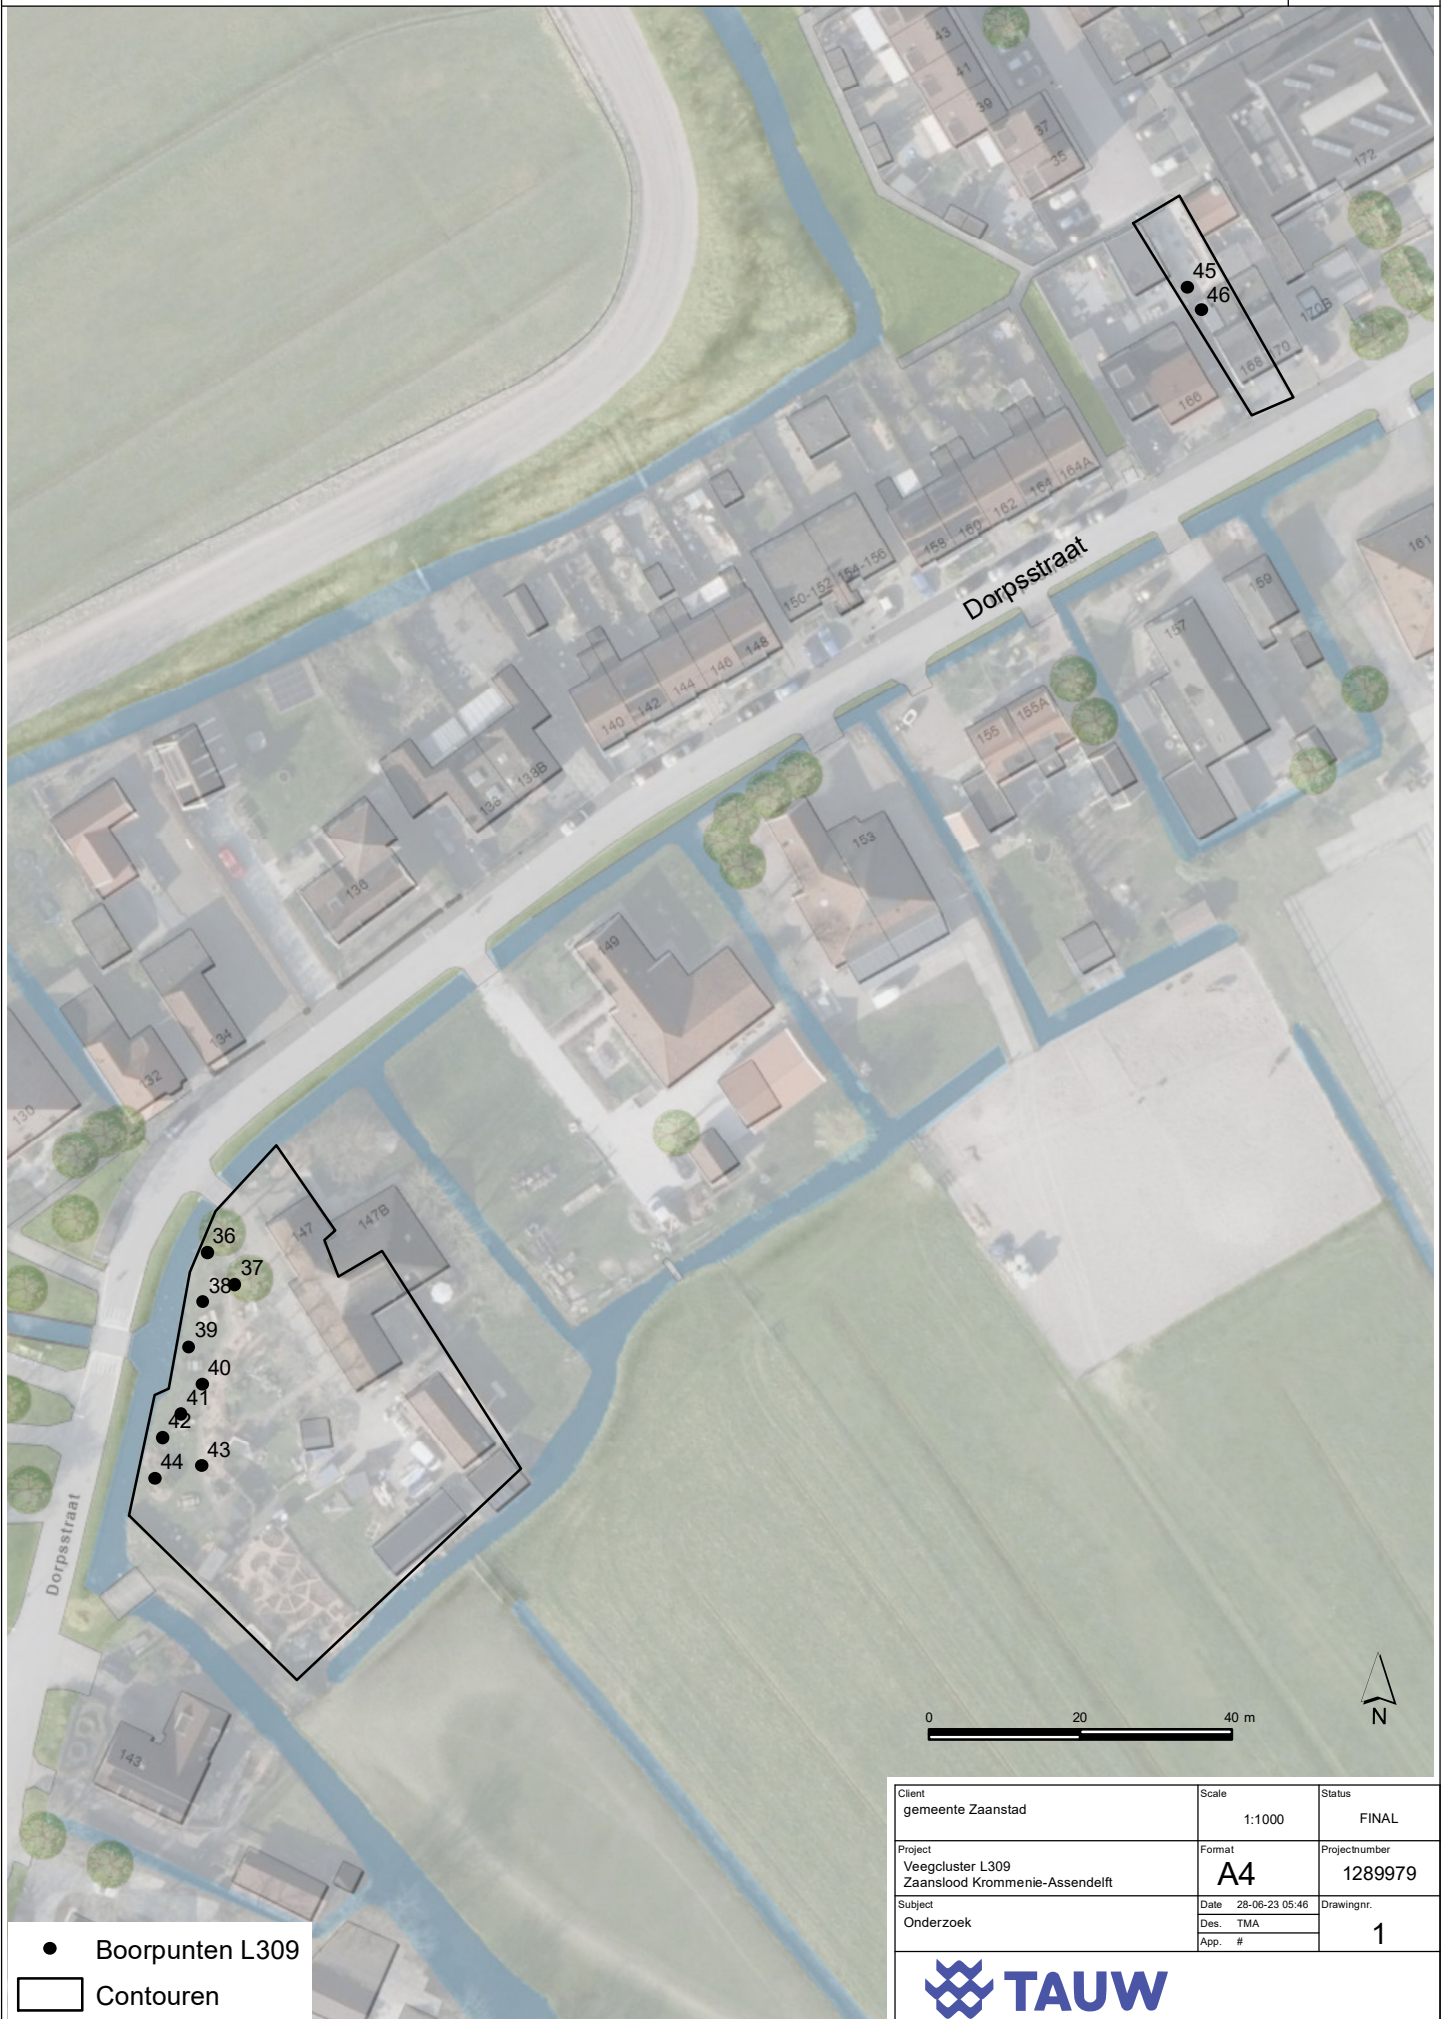 43
41
39
37
35
172
45
46
170B
168 170
166
164A
164
162
160
158
154-156
150-152
Dorpsstraat
161
159
157
148
146
144
142
140
155A
155
138B
138
153
136
149
134
132
130
147B
147
36
37
38
39
40
41
42
43
44
Dorpsstraat
143
0 20 40 m
N
Client
gemeente Zaanstad
Scale
1:1000
Status
FINAL
Project
Veegcluster L309
Zaanslood Krommenie-Assendelft
Format
A4
Projectnumber
1289979
Subject
Onderzoek
Date 28-06-23 05:46
Des. TMA
App. #
Drawingnr.
1
Boorpunten L309
Contouren
TAUW